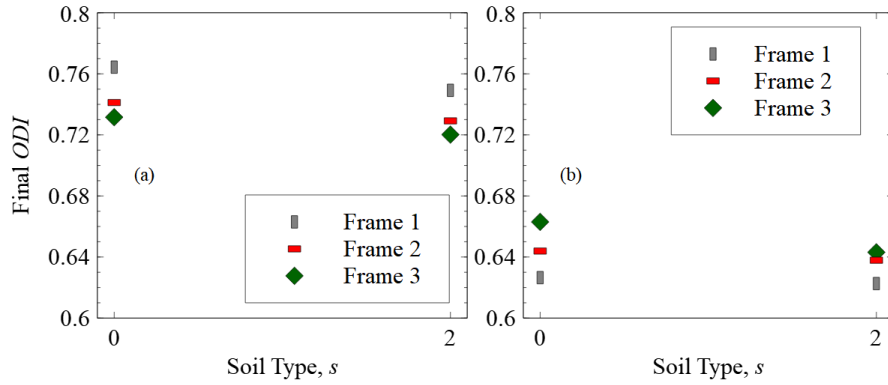 Final ODI
0.8
0.76
0.72
0.68
0.64
0.6
(a)
Frame 1
Frame 2
Frame 3
0
2
Soil Type, s
0.8
0.76
0.72
0.68
0.64
0.6
(b)
Frame 1
Frame 2
Frame 3
0
2
Soil Type, s